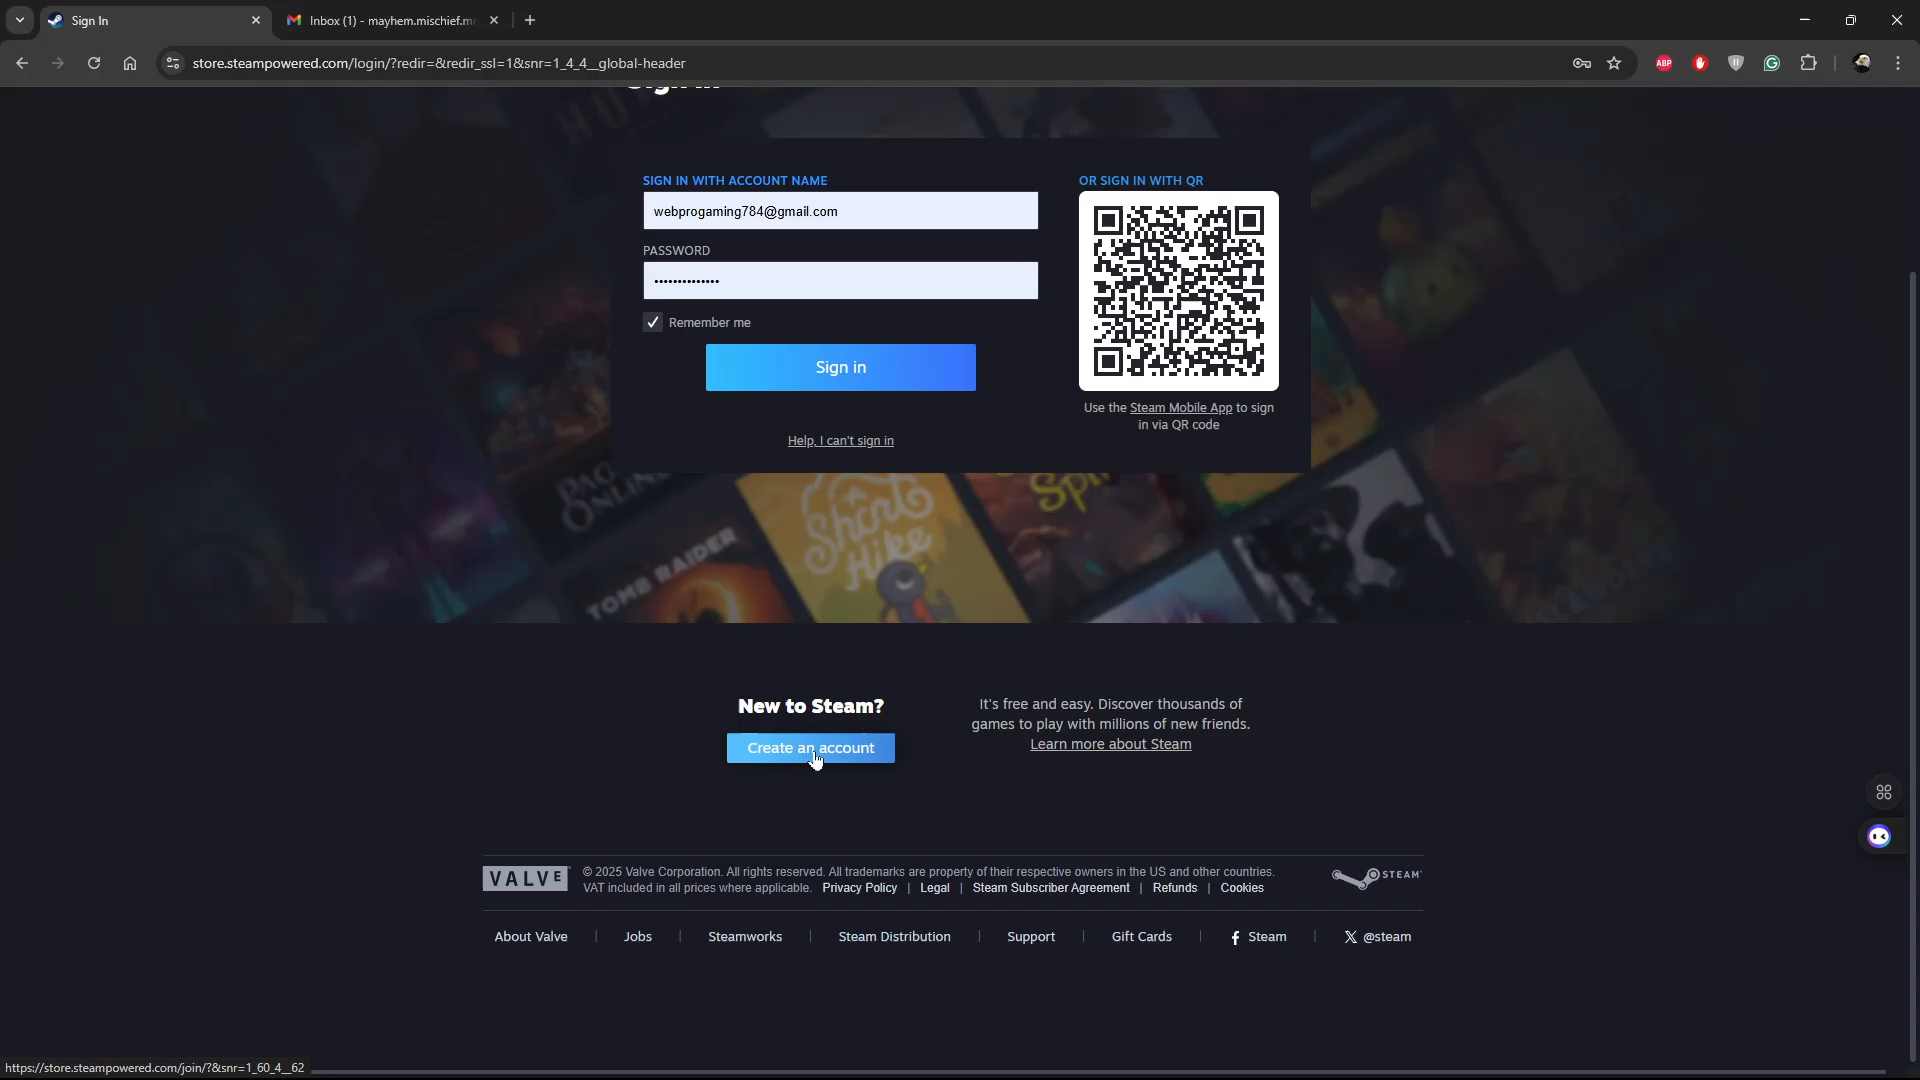 Sign In
Inbox (1) - mayhem.mischief.m
store.steampowered.com/login/?redir=&redir_ssl=1&snr=1_4_4__global-header
ABP
Sign In
SIGN IN WITH ACCOUNT NAME
OR SIGN IN WITH QR
webprogaming784@gmail.com
PASSWORD
•••••••••••••
Remember me
Sign in
Use the Steam Mobile App to sign
in via QR code
Help, I can't sign in
TOMB RAIDER
Short
Hike
New to Steam?
Create an account
It's free and easy. Discover thousands of
games to play with millions of new friends.
Learn more about Steam
VALVE
© 2025 Valve Corporation. All rights reserved. All trademarks are property of their respective owners in the US and other countries.
VAT included in all prices where applicable. Privacy Policy | Legal | Steam Subscriber Agreement | Refunds | Cookies
STEAM
About Valve | Jobs | Steamworks | Steam Distribution | Support | Gift Cards | Steam | @steam
https://store.steampowered.com/join/?&snr=1_60_4__62